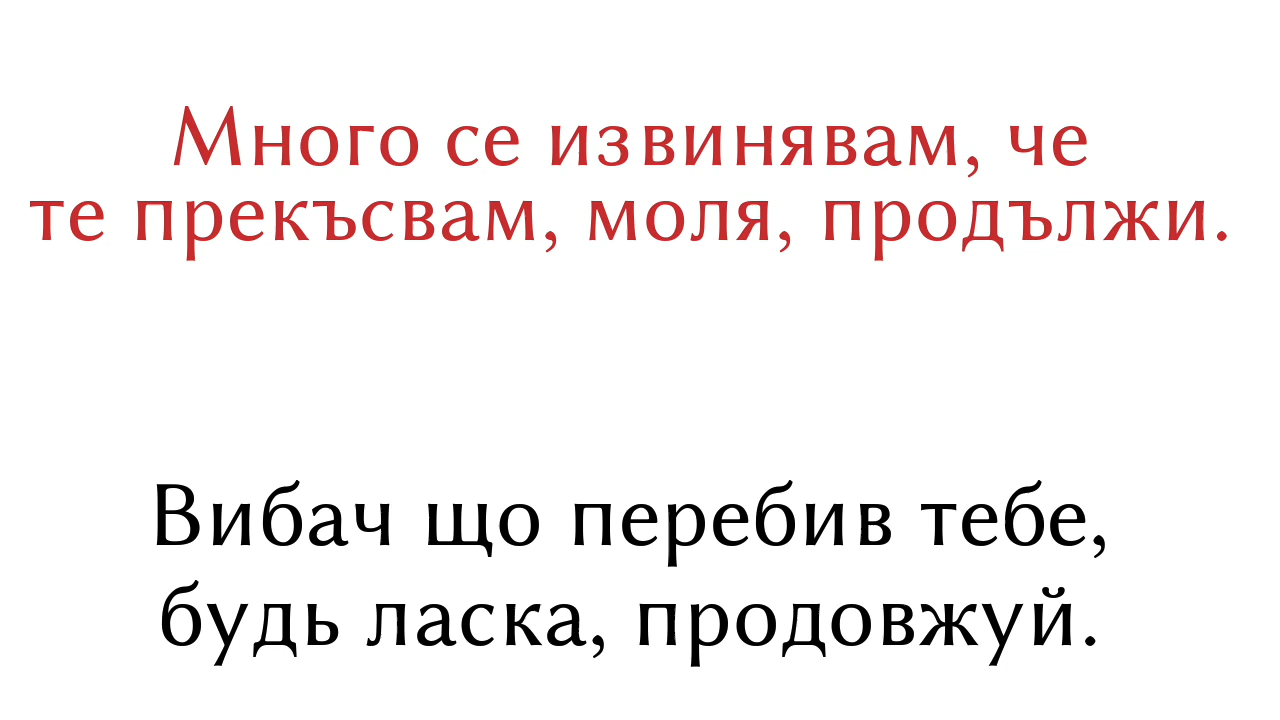 Много се извинявам, че
те прекъсвам, моля, продължи.
Вибач що перебив тебе,
будь ласка, продовжуй.